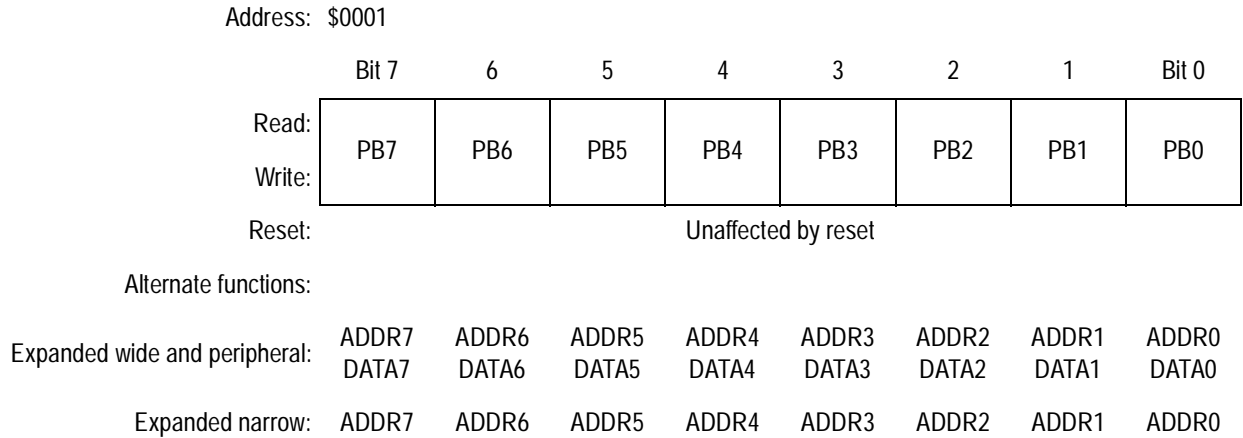 Address: $0001
Bit 7 6 5 4 3 2 1 Bit 0
Read:
PB7 PB6 PB5 PB4 PB3 PB2 PB1 PB0
Write:
Reset: Unaffected by reset
Alternate functions:
Expanded wide and peripheral: ADDR7 ADDR6 ADDR5 ADDR4 ADDR3 ADDR2 ADDR1 ADDR0
DATA7 DATA6 DATA5 DATA4 DATA3 DATA2 DATA1 DATA0
Expanded narrow: ADDR7 ADDR6 ADDR5 ADDR4 ADDR3 ADDR2 ADDR1 ADDR0